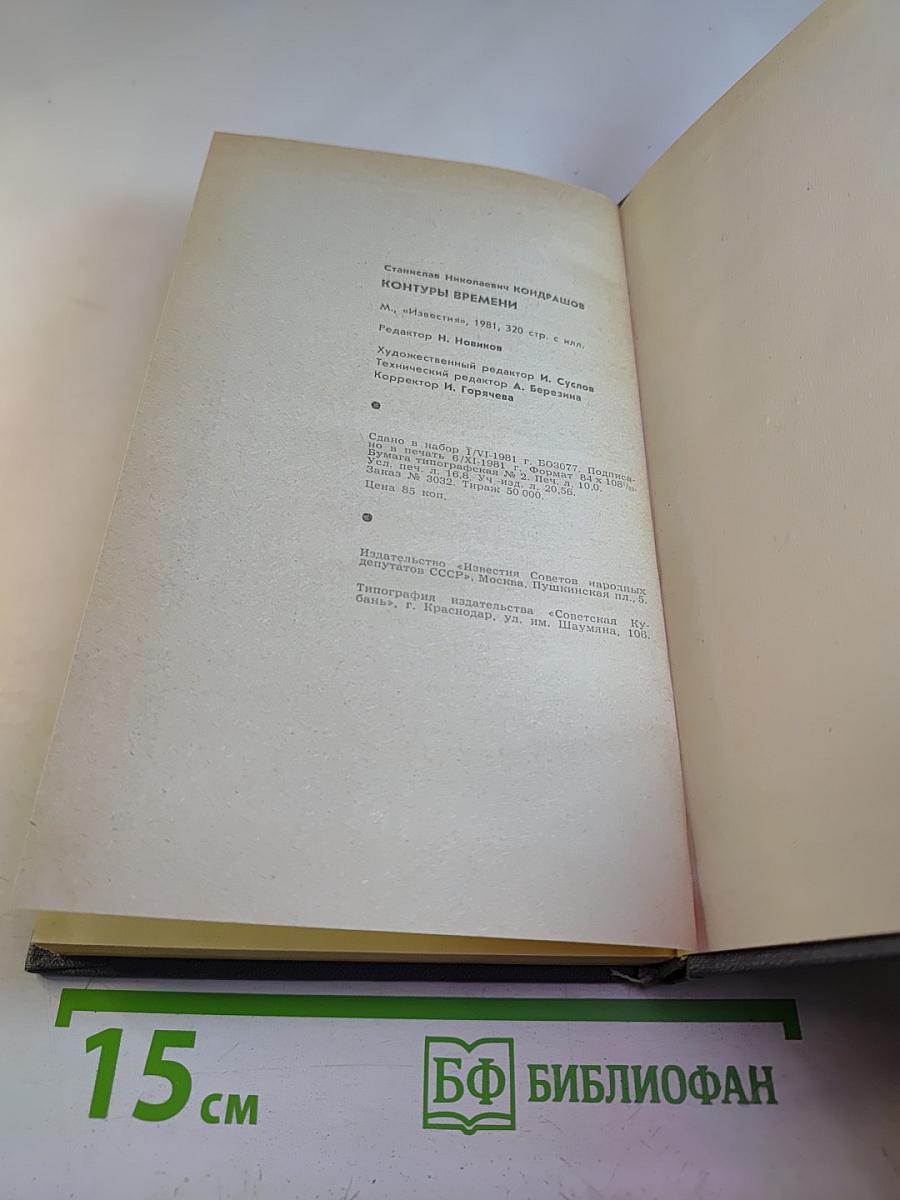 Станислав Николаевич КОНДРАШОВ
КОНТУРЫ ВРЕМЕНИ
М., «Известия», 1981, 320 стр. с илл.
Редактор Н. Новиков
Художественный редактор И. Суслов
Технический редактор А. Березина
Корректор И. Горячева
Сдано в набор I/VI-1981 г. БО3077. Подписа-
но в печать 6/XI-1981 г. Формат 84×108¹/₃₂.
Бумага типографская № 2. Печ. л. 10,0.
Усл. печ. л. 16,8. Уч.-изд. л. 20,56.
Заказ № 3032. Тираж 50 000.
Цена 85 коп.
Издательство «Известия Советов народных
депутатов СССР», Москва, Пушкинская пл., 5.
Типография издательства «Советская Ку-
бань», г. Краснодар, ул. им. Шаумяна, 106.
15 см
БФ БИБЛИОФАН